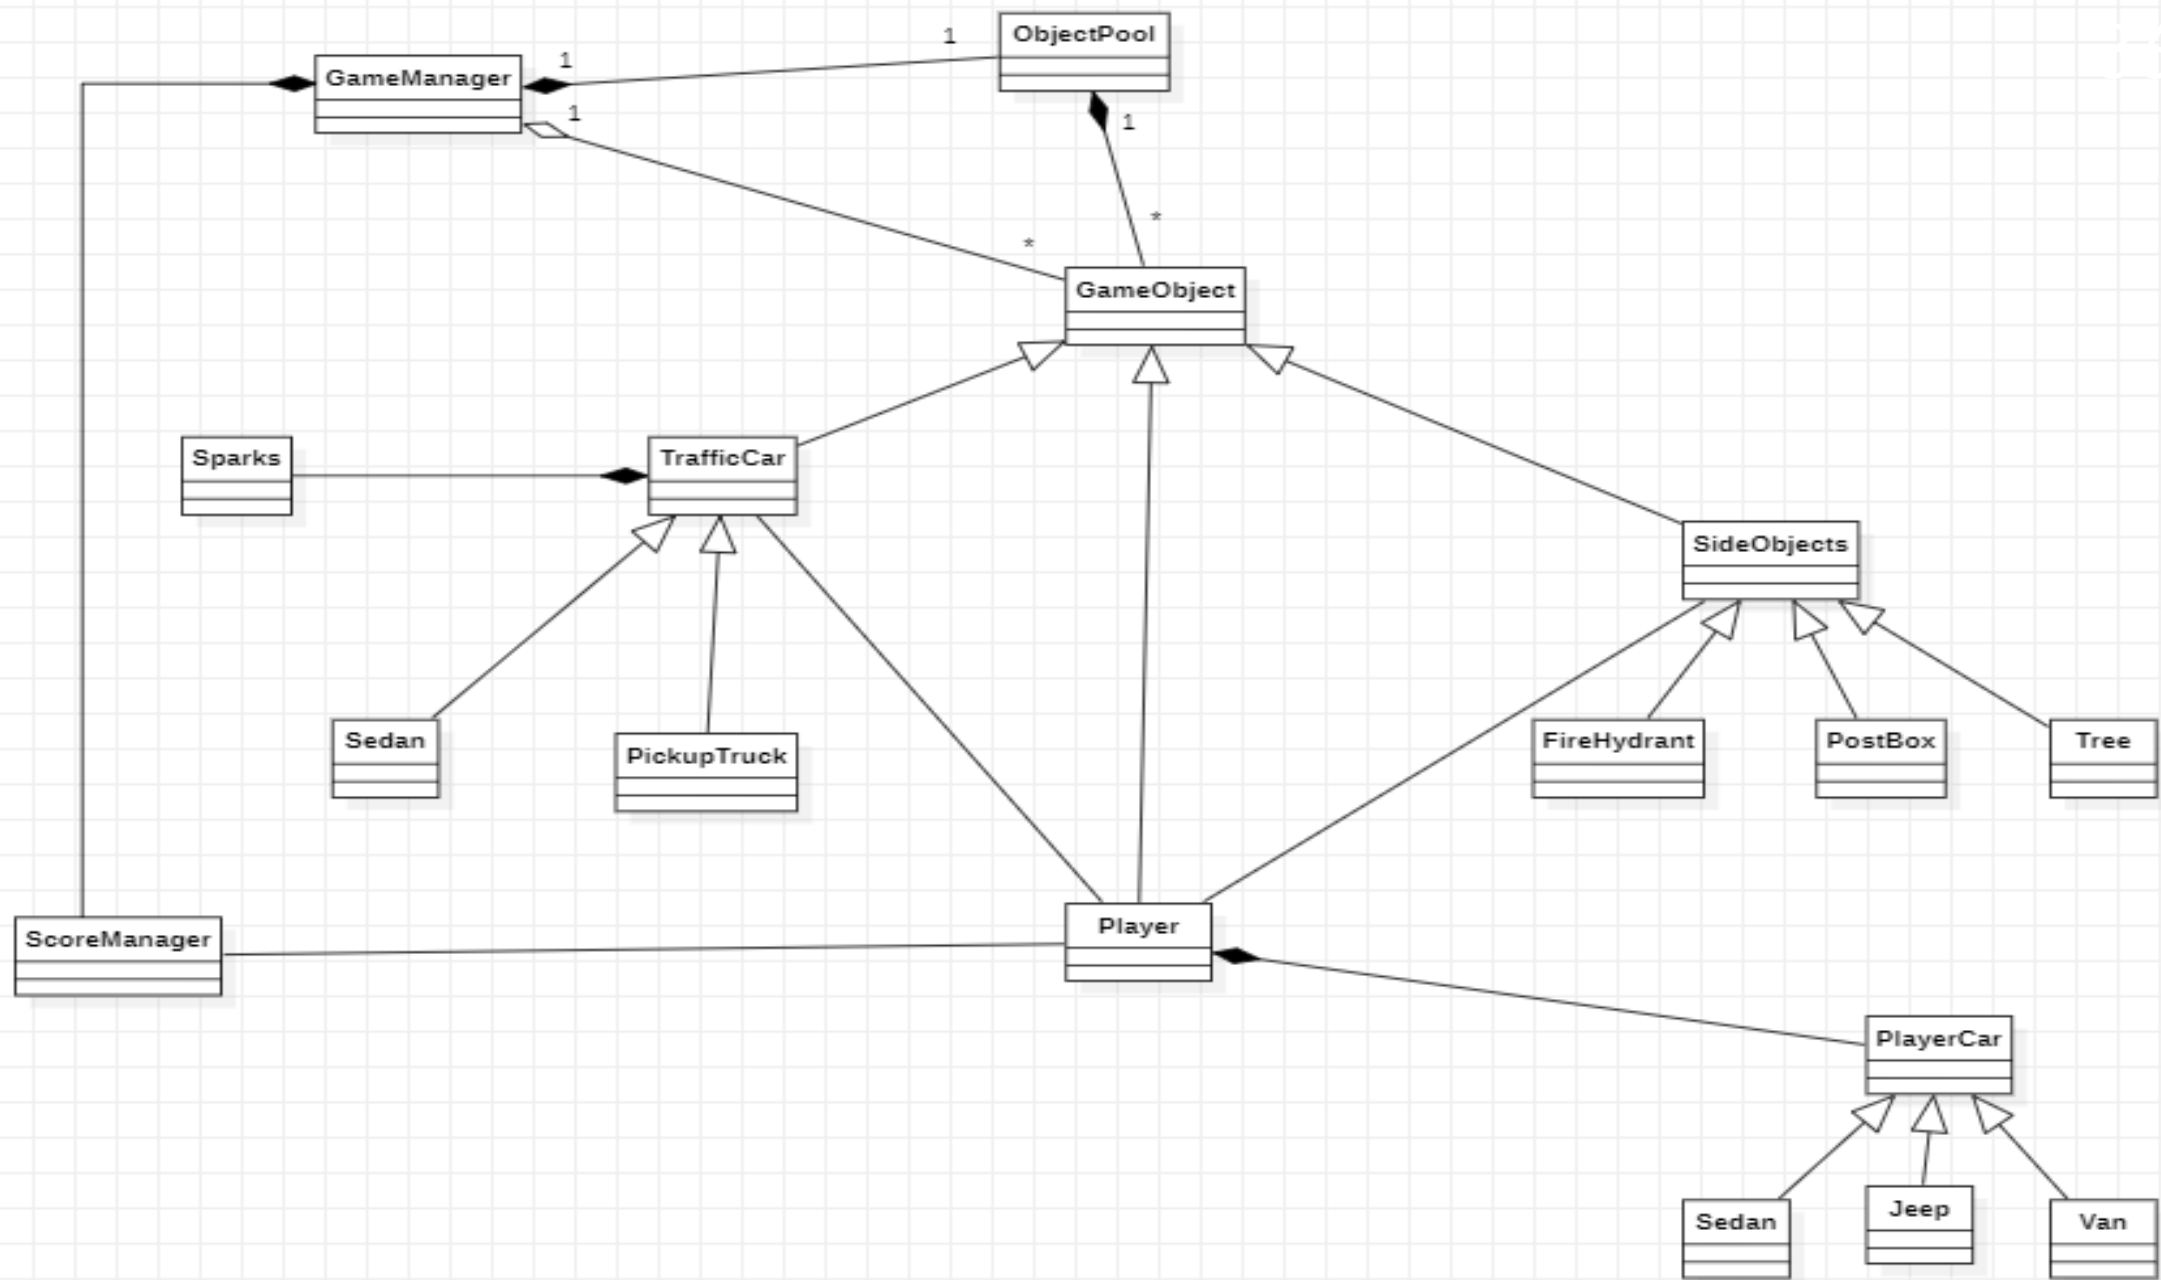 ObjectPool
1
1
GameManager
1
1
*
*
GameObject
Sparks
TrafficCar
SideObjects
Sedan
PickupTruck
FireHydrant
PostBox
Tree
Player
ScoreManager
PlayerCar
Sedan
Jeep
Van